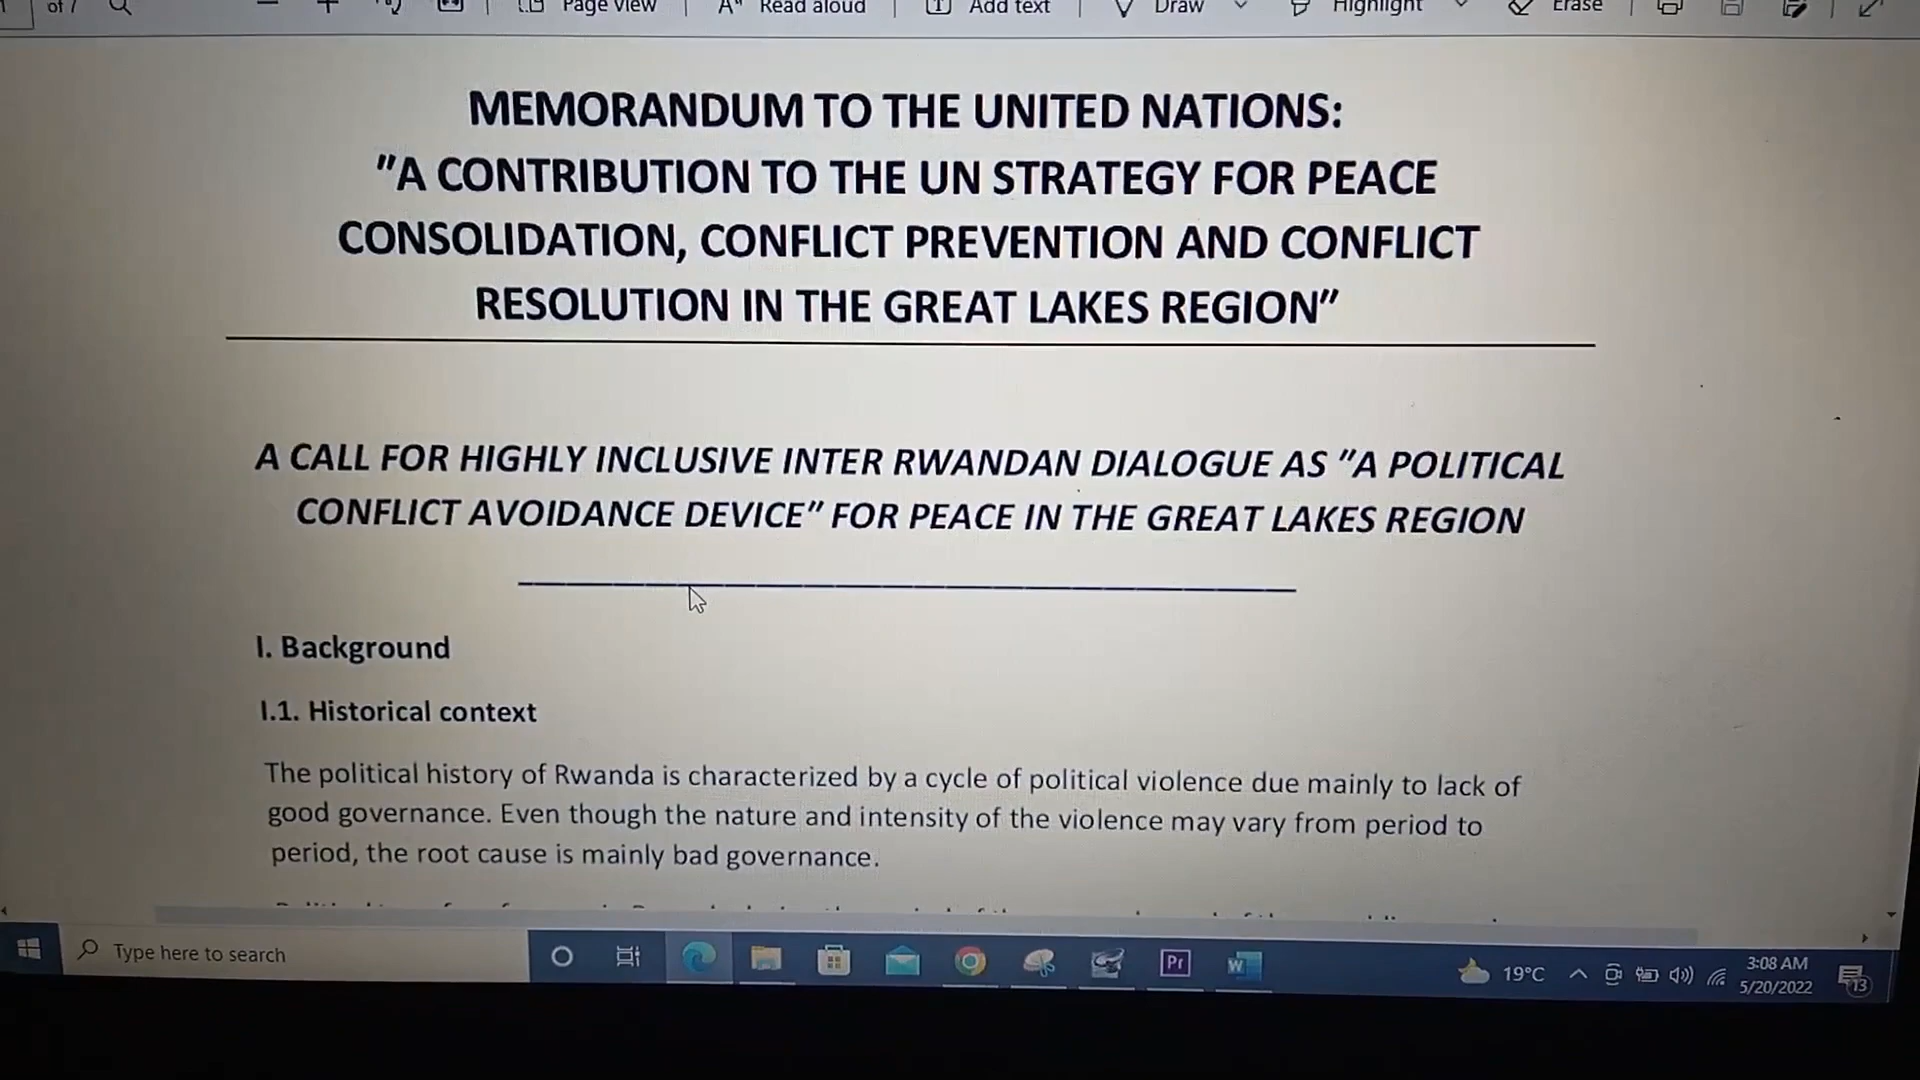 1 of 7
Page view
Read aloud
Add text
Draw
Highlight
Erase
MEMORANDUM TO THE UNITED NATIONS:
"A CONTRIBUTION TO THE UN STRATEGY FOR PEACE
CONSOLIDATION, CONFLICT PREVENTION AND CONFLICT
RESOLUTION IN THE GREAT LAKES REGION"
A CALL FOR HIGHLY INCLUSIVE INTER RWANDAN DIALOGUE AS "A POLITICAL
CONFLICT AVOIDANCE DEVICE" FOR PEACE IN THE GREAT LAKES REGION
I. Background
I.1. Historical context
The political history of Rwanda is characterized by a cycle of political violence due mainly to lack of
good governance. Even though the nature and intensity of the violence may vary from period to
period, the root cause is mainly bad governance.
Type here to search
Pr
W
19°C
3:08 AM
5/20/2022
13